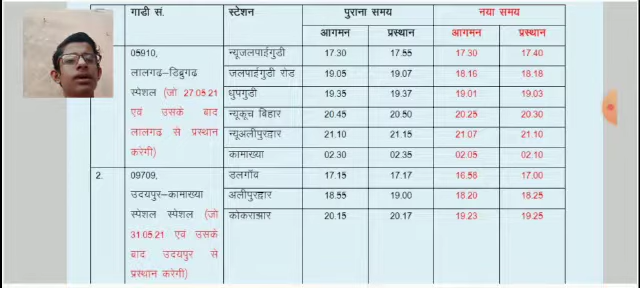 गाडी सं. स्टेशन पुराना समय नया समय
आगमन प्रस्थान आगमन प्रस्थान
05910, न्यूजलपाईगुडी 17.30 17.55 17.30 17.40
लालगढ–डिब्रुगढ जलपाईगुडी रोड 19.05 19.07 18.16 18.18
स्पेशल (जो 27.05.21 धुपगुडी 19.35 19.37 19.01 19.03
एवं उसके बाद न्यूकूच बिहार 20.45 20.50 20.25 20.30
लालगढ से प्रस्थान न्यूअलीपुरद्वार 21.10 21.15 21.07 21.10
करेगी) कामाख्या 02.30 02.35 02.05 02.10
2. 09709, डलगाँव 17.15 17.17 16.58 17.00
उदयपुर–कामाख्या अलीपुरद्वार 18.55 19.00 18.20 18.25
स्पेशल स्पेशल (जो कोकराझार 20.15 20.17 19.23 19.25
31.05.21 एवं उसके
बाद उदयपुर से
प्रस्थान करेगी)